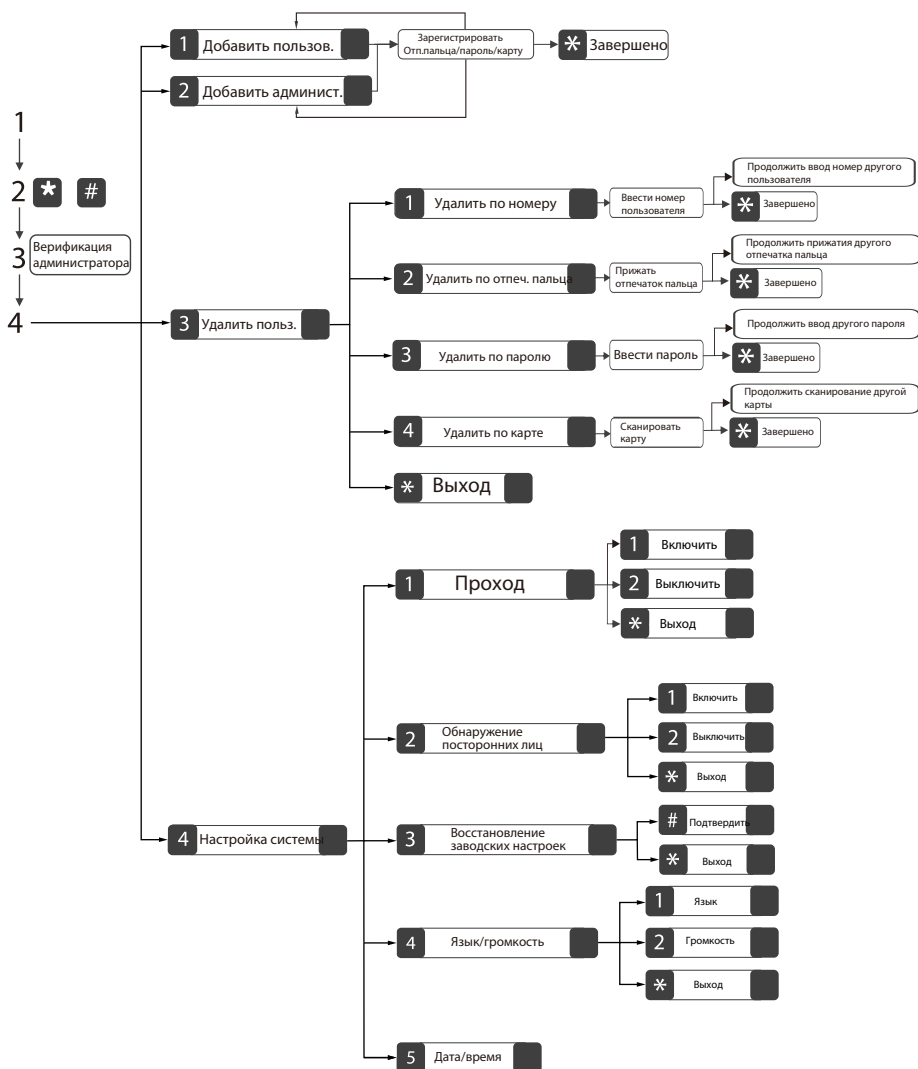 1
2 * #
3 Верификация
администратора
4
1 Добавить пользов.
2 Добавить админист.
Зарегистрировать
Отп.пальца/пароль/карту
* Завершено
3 Удалить польз.
1 Удалить по номеру
Ввести номер
пользователя
Продолжить ввод номер другого
пользователя
* Завершено
2 Удалить по отпеч. пальца
Прижать
отпечаток пальца
Продолжить прижатия другого
отпечатка пальца
* Завершено
3 Удалить по паролю
Ввести пароль
Продолжить ввод другого пароля
* Завершено
4 Удалить по карте
Сканировать
карту
Продолжить сканирование другой
карты
* Завершено
* Выход
4 Настройка системы
1 Проход
1 Включить
2 Выключить
* Выход
2 Обнаружение
посторонних лиц
1 Включить
2 Выключить
* Выход
3 Восстановление
заводских настроек
# Подтвердить
* Выход
4 Язык/громкость
1 Язык
2 Громкость
* Выход
5 Дата/время